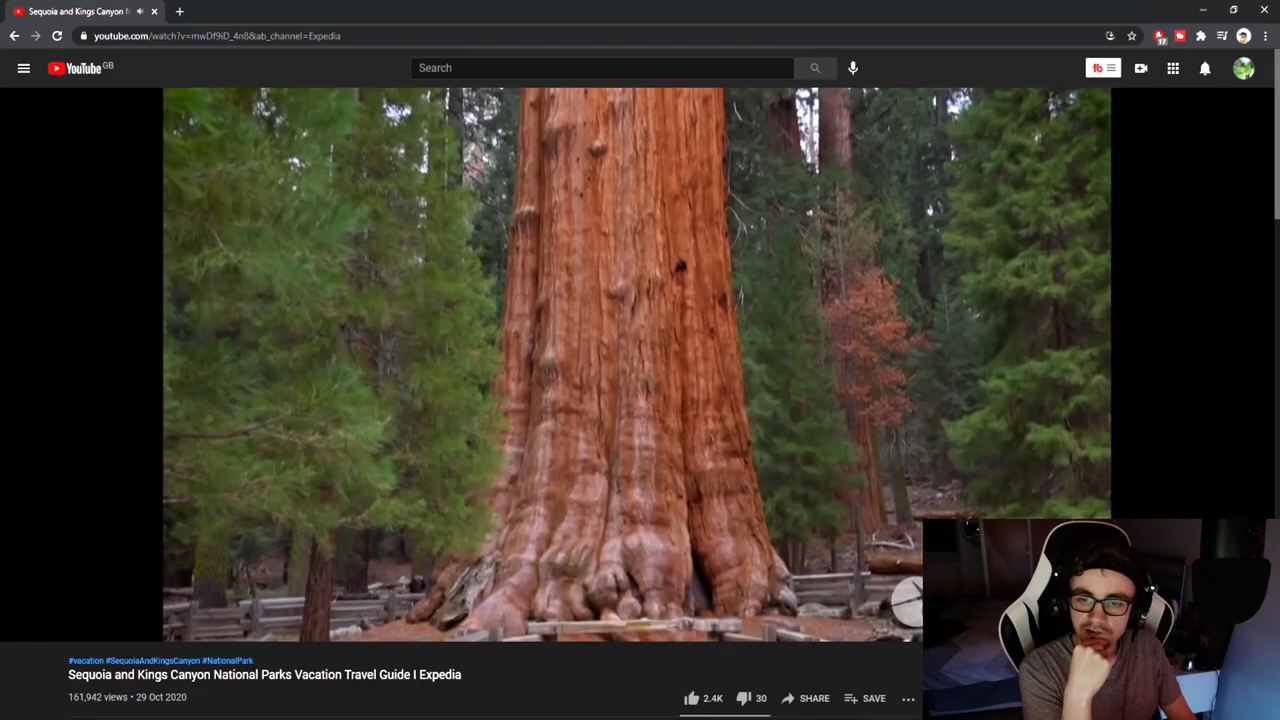 Sequoia and Kings Canyon N
youtube.com/watch?v=mwDf9iD_4n8&ab_channel=Expedia
17
YouTube GB
Search
#vacation #SequoiaAndKingsCanyon #NationalPark
Sequoia and Kings Canyon National Parks Vacation Travel Guide | Expedia
161,942 views • 29 Oct 2020
2.4K 30 SHARE SAVE